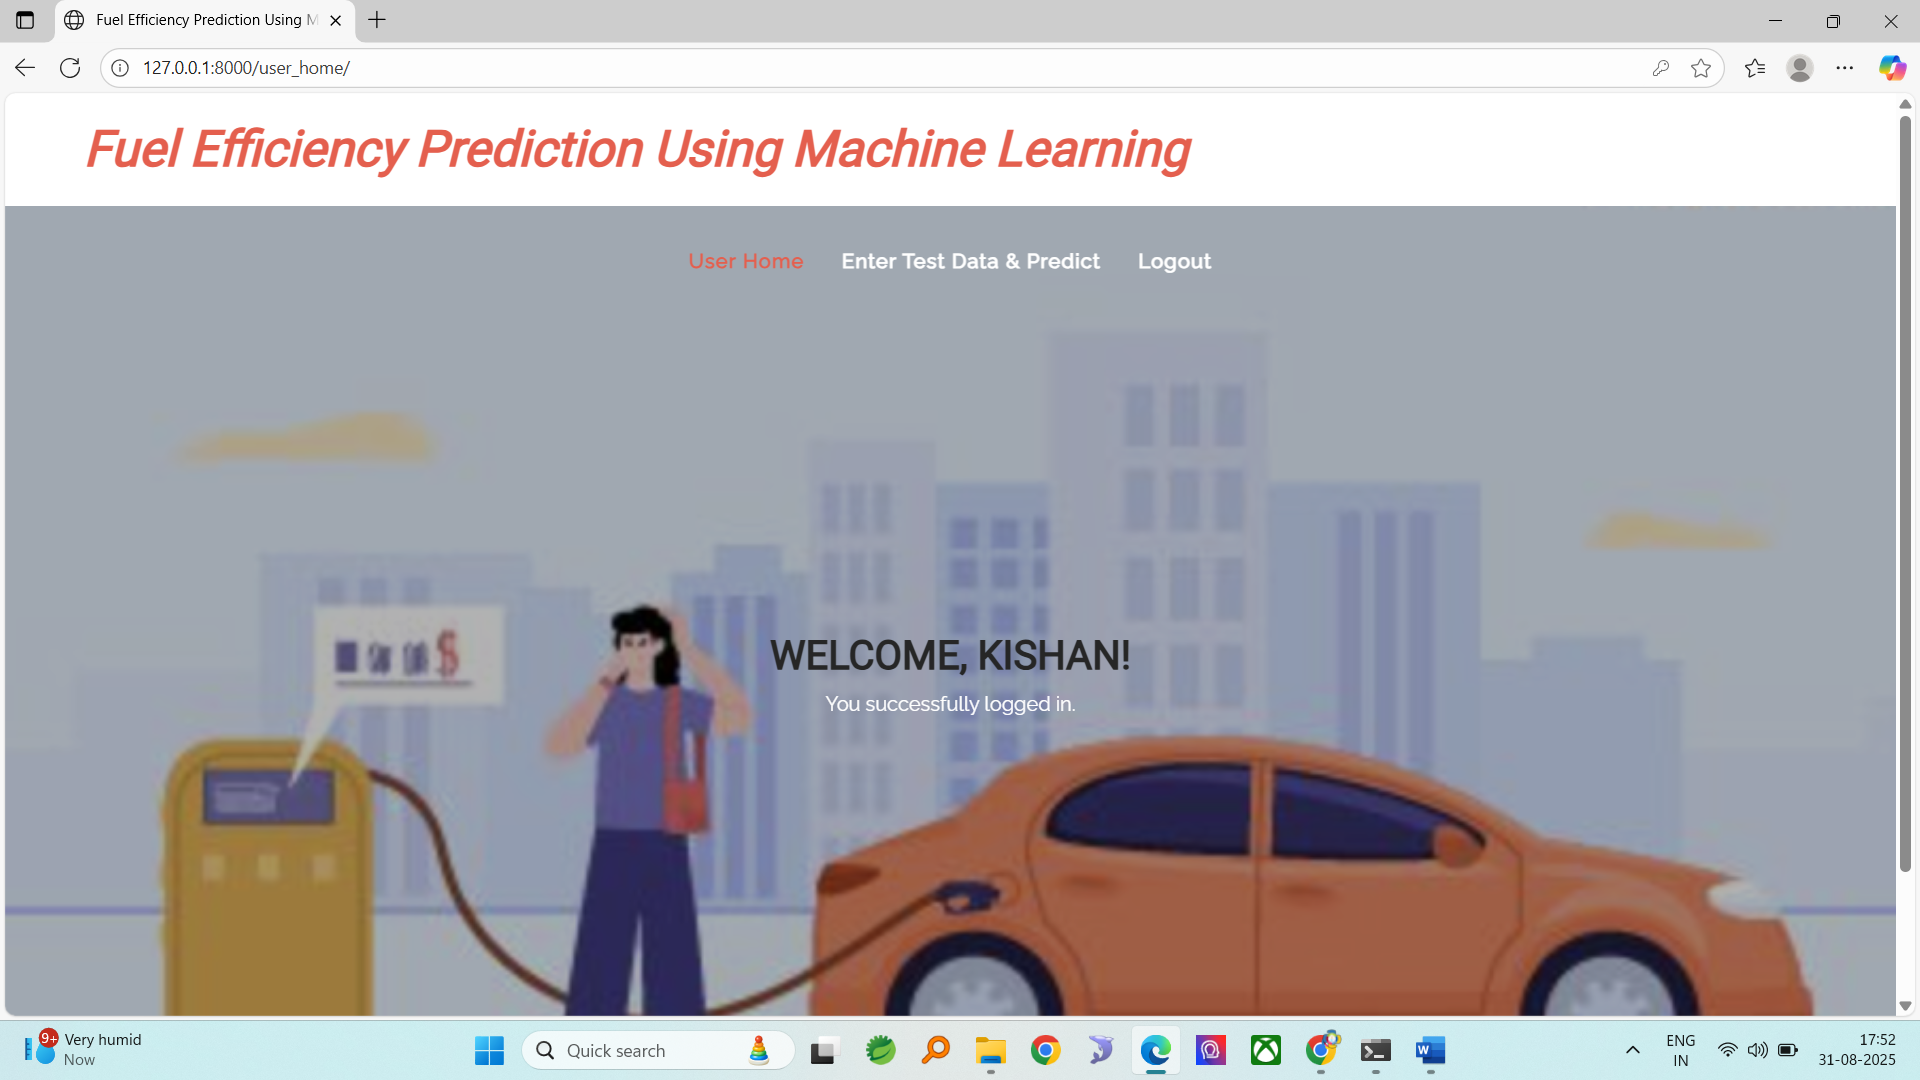 Fuel Efficiency Prediction Using M
127.0.0.1:8000/user_home/
Fuel Efficiency Prediction Using Machine Learning
User Home Enter Test Data & Predict Logout
$
WELCOME, KISHAN!
You successfully logged in.
9+
Very humid
Now
Quick search
W
ENG
IN
17:52
31-08-2025